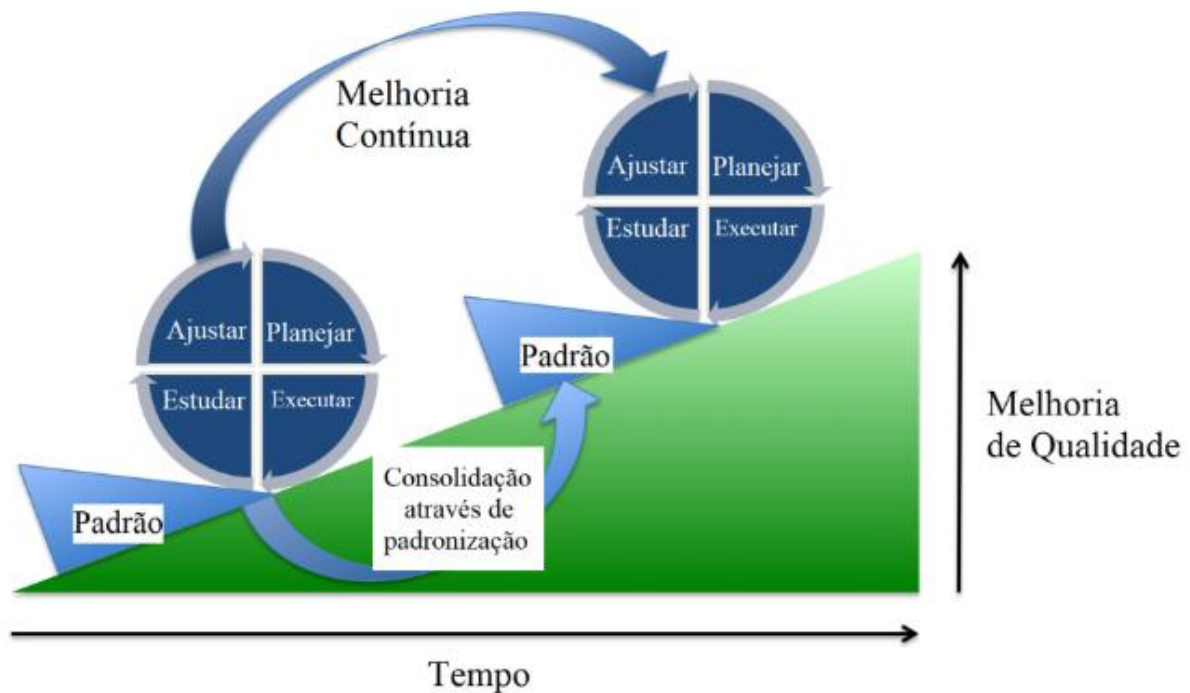 Melhoria
Contínua
Ajustar
Planejar
Estudar
Executar
Ajustar
Planejar
Estudar
Executar
Padrão
Padrão
Consolidação
através de
padronização
Melhoria
de Qualidade
Tempo